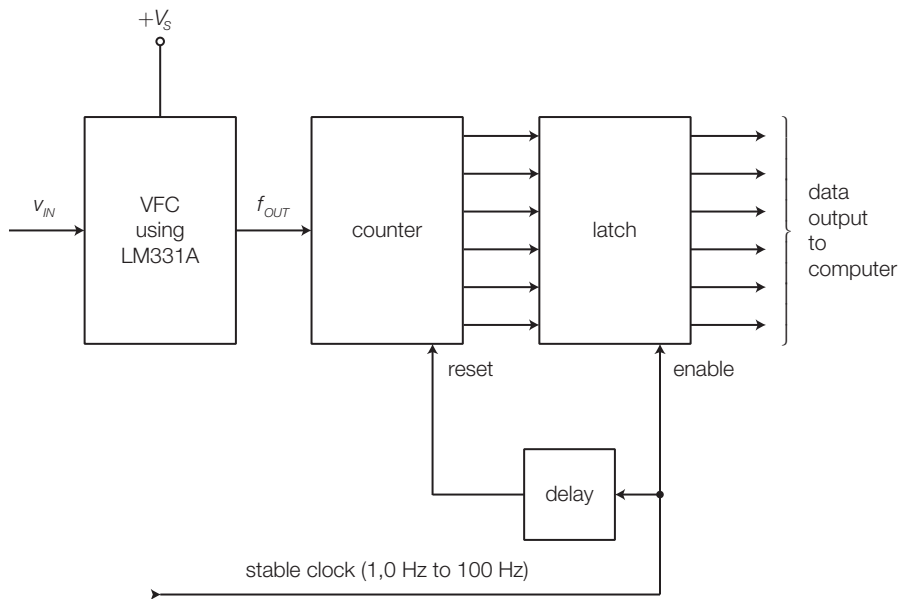 +V_S
v_IN
VFC
using
LM331A
f_OUT
counter
latch
data
output
to
computer
reset
enable
delay
stable clock (1,0 Hz to 100 Hz)